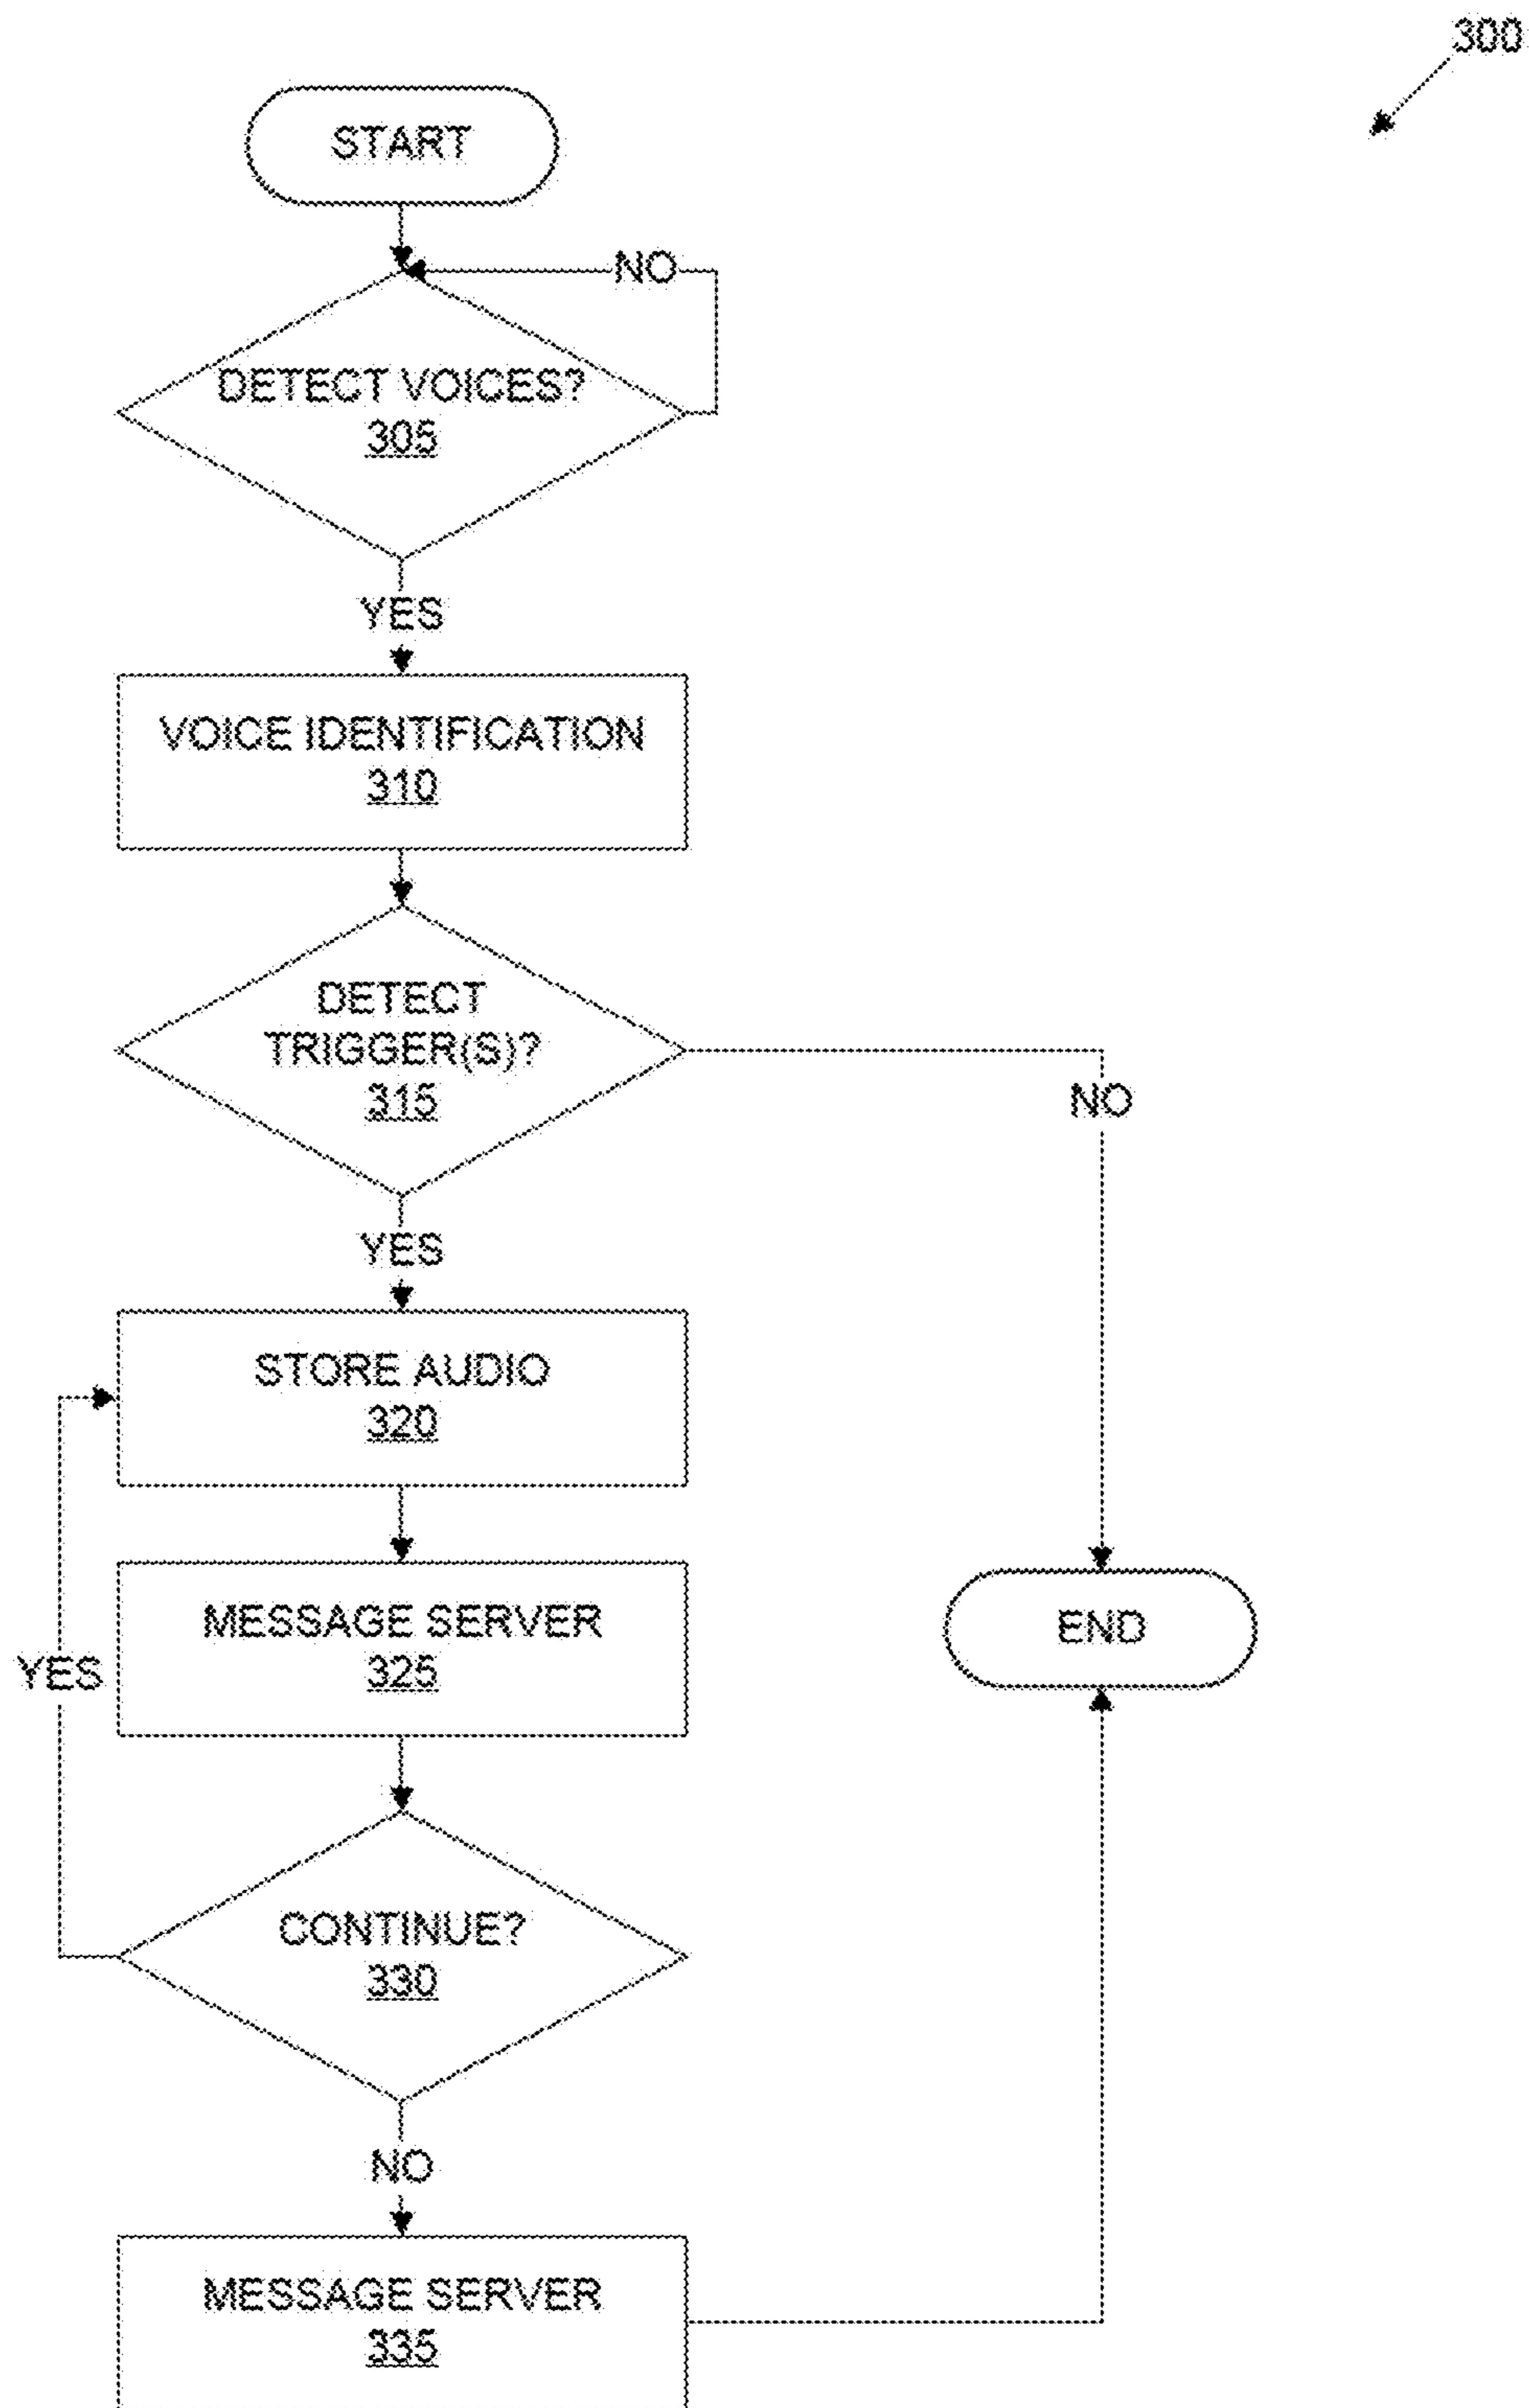 300
START
NO
DETECT VOICES?
305
YES
VOICE IDENTIFICATION
310
DETECT
TRIGGER(S)?
315
NO
YES
STORE AUDIO
320
MESSAGE SERVER
325
END
YES
CONTINUE?
330
NO
MESSAGE SERVER
335